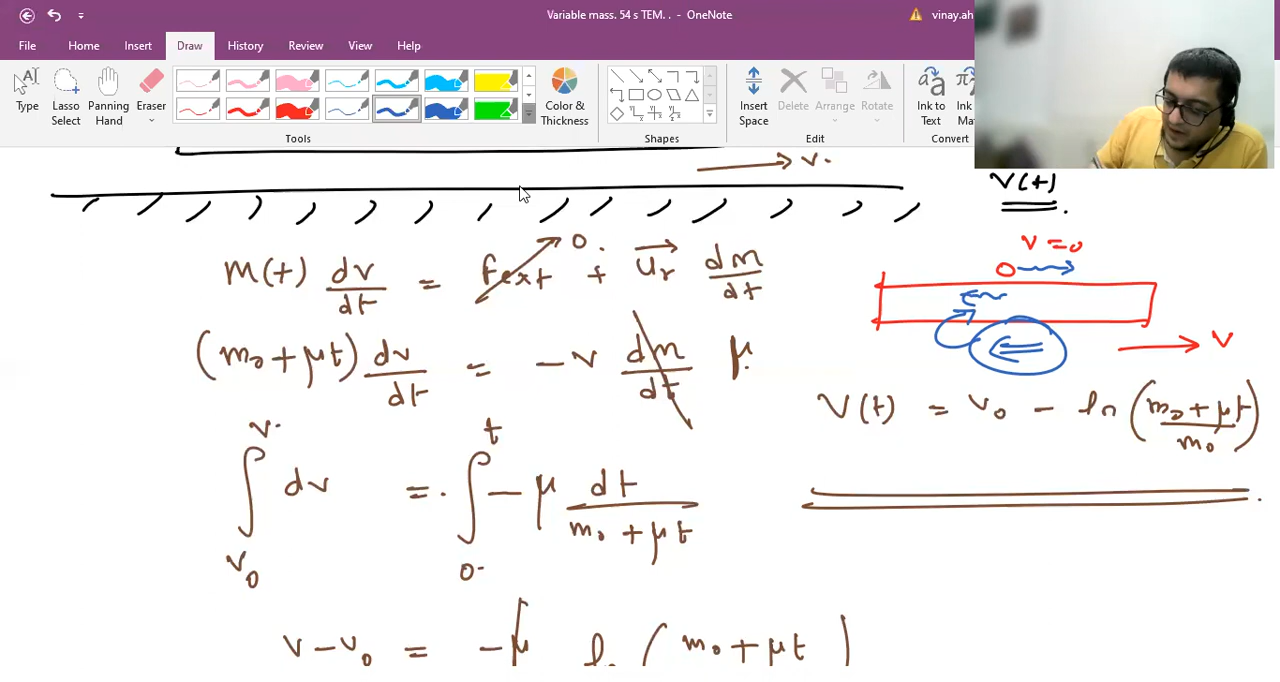 Variable mass. 54 s TEM. . - OneNote
vinay.ah
File Home Insert Draw History Review View Help
Type
Lasso Select
Panning Hand
Eraser
Color & Thickness
Insert Space
Delete
Arrange
Rotate
Ink to Text
Ink to M
Tools
Shapes
Edit
Convert
v.
v(t)
v = 0
M(t) dv/dt = fext + ur dm/dt
0
v
(m0 + μt) dv/dt = - v dm/dt μ
V(t) = v0 - ln (m0 + μt / m0)
∫ v0 v dv = ∫ 0 t - μ dt / m0 + μt
v - v0 = - μ ln ( m0 + μt )